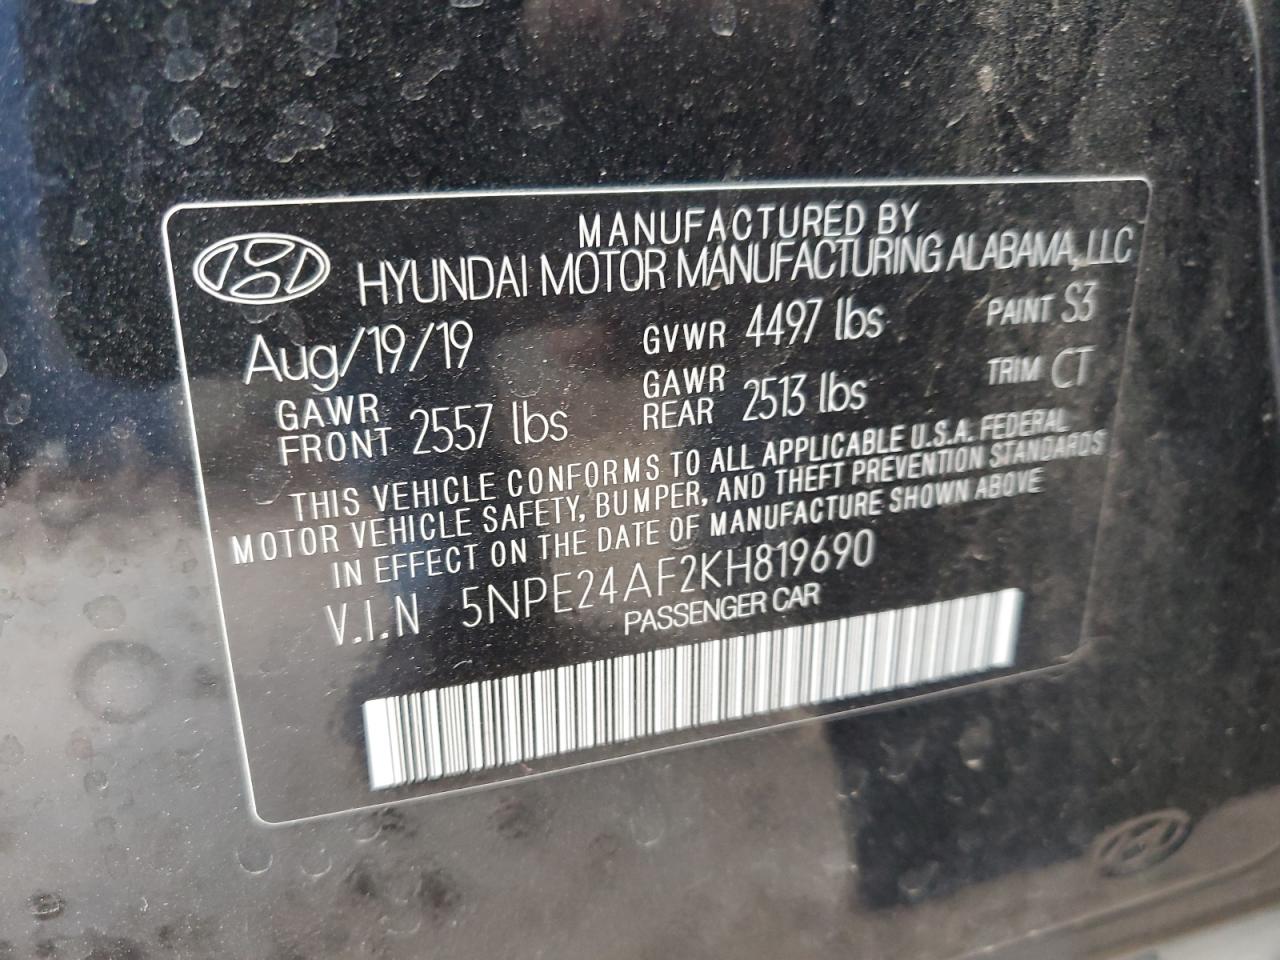 MANUFACTURED BY
HYUNDAI MOTOR MANUFACTURING ALABAMA, LLC
Aug/19/19 GVWR 4497 lbs PAINT S3
GAWR FRONT 2557 lbs GAWR REAR 2513 lbs TRIM CT
THIS VEHICLE CONFORMS TO ALL APPLICABLE U.S.A. FEDERAL
MOTOR VEHICLE SAFETY, BUMPER, AND THEFT PREVENTION STANDARDS
IN EFFECT ON THE DATE OF MANUFACTURE SHOWN ABOVE
V.I.N 5NPE24AF2KH819690
PASSENGER CAR